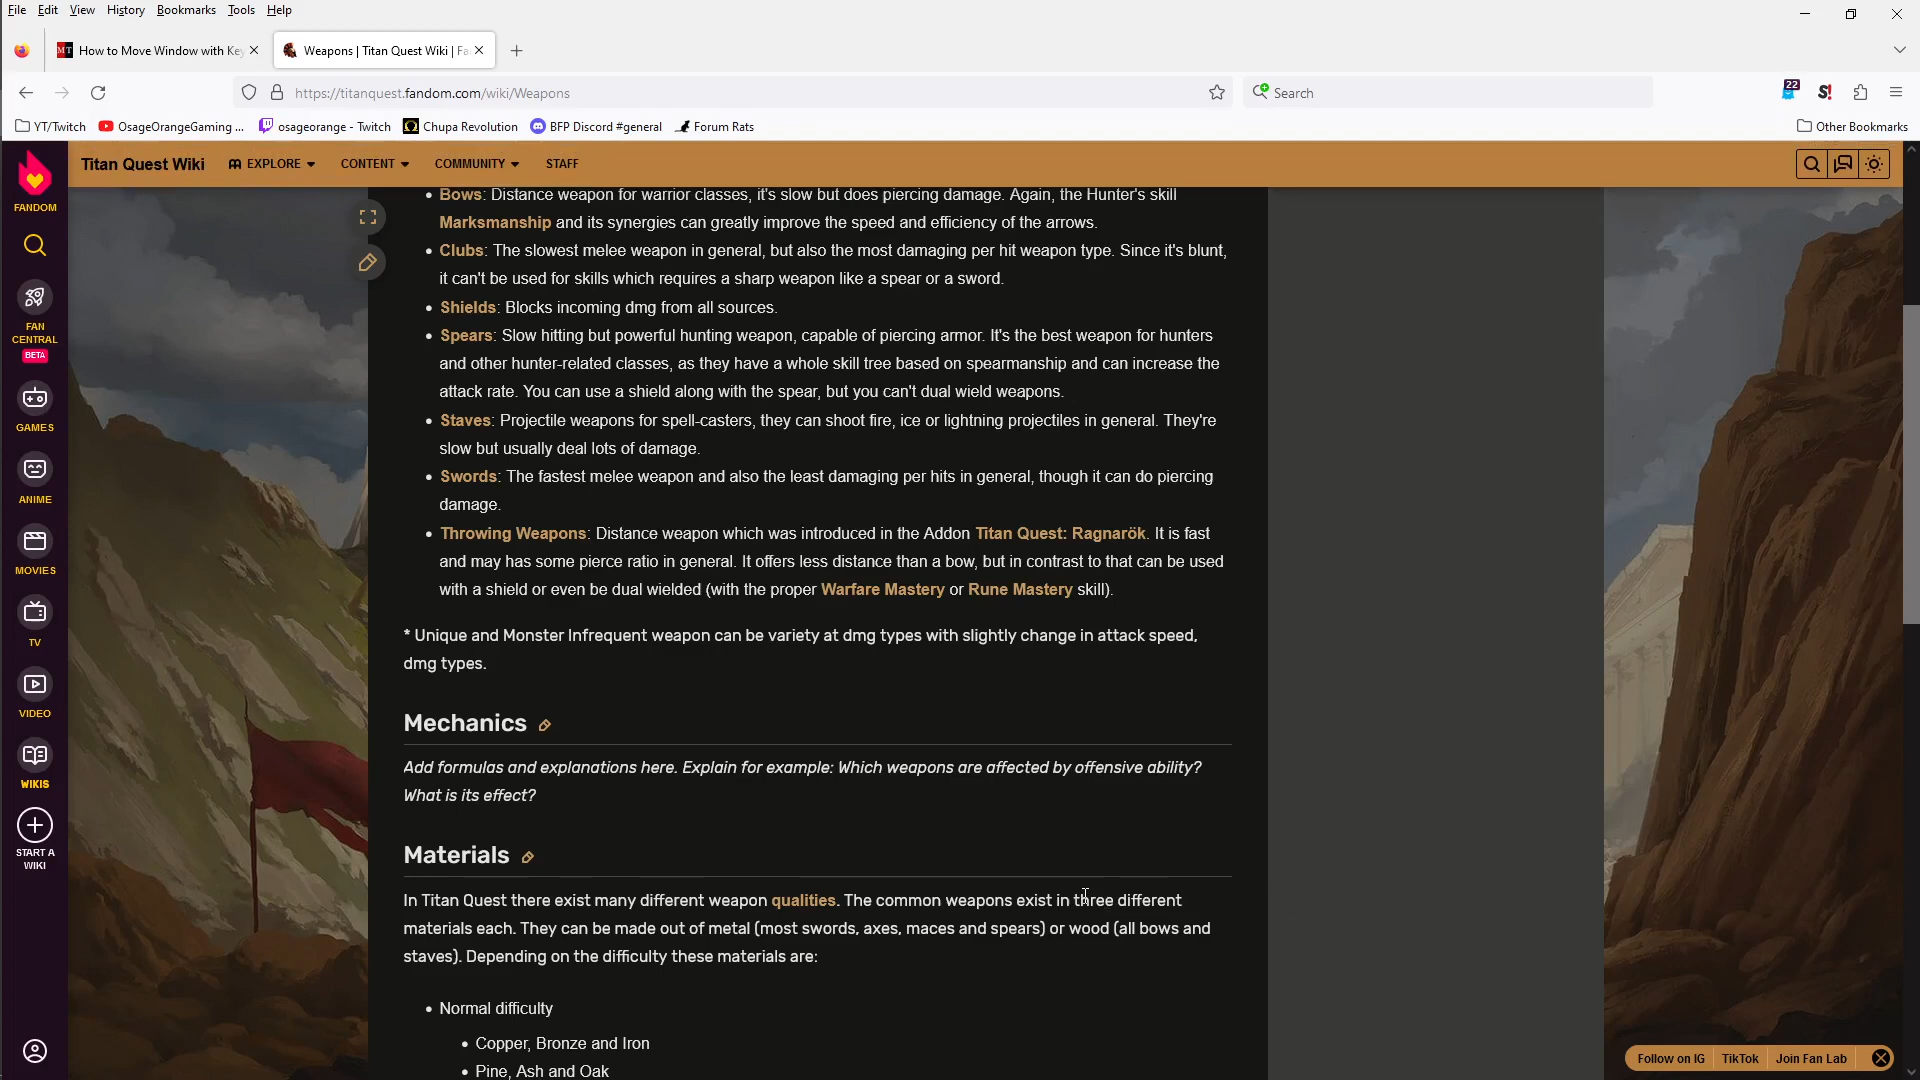 File Edit View History Bookmarks Tools Help
How to Move Window with Key
Weapons | Titan Quest Wiki | Fa
https://titanquest.fandom.com/wiki/Weapons
Search
22
S!
YT/Twitch OsageOrangeGaming ... osageorange - Twitch Chupa Revolution BFP Discord #general Forum Rats Other Bookmarks
Titan Quest Wiki EXPLORE CONTENT COMMUNITY STAFF
FANDOM
FAN CENTRAL
BETA
GAMES
ANIME
MOVIES
TV
VIDEO
WIKIS
START A WIKI
• Bows: Distance weapon for warrior classes, it's slow but does piercing damage. Again, the Hunter's skill
Marksmanship and its synergies can greatly improve the speed and efficiency of the arrows.
• Clubs: The slowest melee weapon in general, but also the most damaging per hit weapon type. Since it's blunt,
it can't be used for skills which requires a sharp weapon like a spear or a sword.
• Shields: Blocks incoming dmg from all sources.
• Spears: Slow hitting but powerful hunting weapon, capable of piercing armor. It's the best weapon for hunters
and other hunter-related classes, as they have a whole skill tree based on spearmanship and can increase the
attack rate. You can use a shield along with the spear, but you can't dual wield weapons.
• Staves: Projectile weapons for spell-casters, they can shoot fire, ice or lightning projectiles in general. They're
slow but usually deal lots of damage.
• Swords: The fastest melee weapon and also the least damaging per hits in general, though it can do piercing
damage.
• Throwing Weapons: Distance weapon which was introduced in the Addon Titan Quest: Ragnarök. It is fast
and may has some pierce ratio in general. It offers less distance than a bow, but in contrast to that can be used
with a shield or even be dual wielded (with the proper Warfare Mastery or Rune Mastery skill).
* Unique and Monster Infrequent weapon can be variety at dmg types with slightly change in attack speed,
dmg types.
Mechanics
Add formulas and explanations here. Explain for example: Which weapons are affected by offensive ability?
What is its effect?
Materials
In Titan Quest there exist many different weapon qualities. The common weapons exist in three different
materials each. They can be made out of metal (most swords, axes, maces and spears) or wood (all bows and
staves). Depending on the difficulty these materials are:
• Normal difficulty
• Copper, Bronze and Iron
• Pine, Ash and Oak
Follow on IG TikTok Join Fan Lab